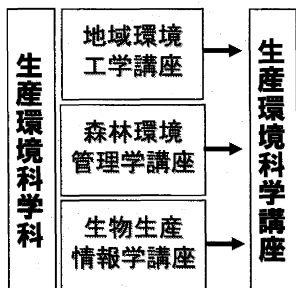 生産環境科学科
地域環境
工学講座
森林環境
管理学講座
生物生産
情報学講座
生産環境科学講座